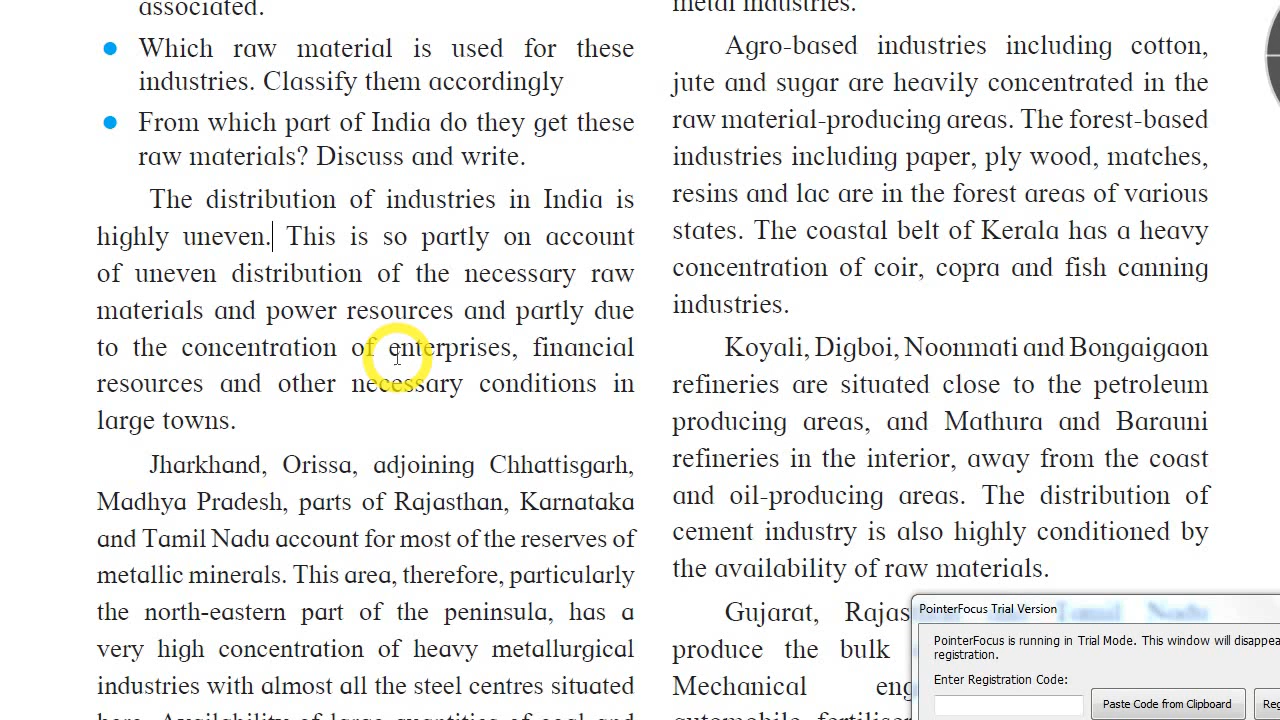 associated.
Which raw material is used for these
industries. Classify them accordingly
From which part of India do they get these
raw materials? Discuss and write.
The distribution of industries in India is
highly uneven. This is so partly on account
of uneven distribution of the necessary raw
materials and power resources and partly due
to the concentration of enterprises, financial
resources and other necessary conditions in
large towns.
Jharkhand, Orissa, adjoining Chhattisgarh,
Madhya Pradesh, parts of Rajasthan, Karnataka
and Tamil Nadu account for most of the reserves of
metallic minerals. This area, therefore, particularly
the north-eastern part of the peninsula, has a
very high concentration of heavy metallurgical
industries with almost all the steel centres situated
here. Availability of large quantities of coal and
metal industries.
Agro-based industries including cotton,
jute and sugar are heavily concentrated in the
raw material-producing areas. The forest-based
industries including paper, ply wood, matches,
resins and lac are in the forest areas of various
states. The coastal belt of Kerala has a heavy
concentration of coir, copra and fish canning
industries.
Koyali, Digboi, Noonmati and Bongaigaon
refineries are situated close to the petroleum
producing areas, and Mathura and Barauni
refineries in the interior, away from the coast
and oil-producing areas. The distribution of
cement industry is also highly conditioned by
the availability of raw materials.
Gujarat, Tamil Nadu
produce the bulk
Mechanical
PointerFocus Trial Version
PointerFocus is running in Trial Mode. This window will
registration.
Enter Registration Code:
Paste Code from Clipboard